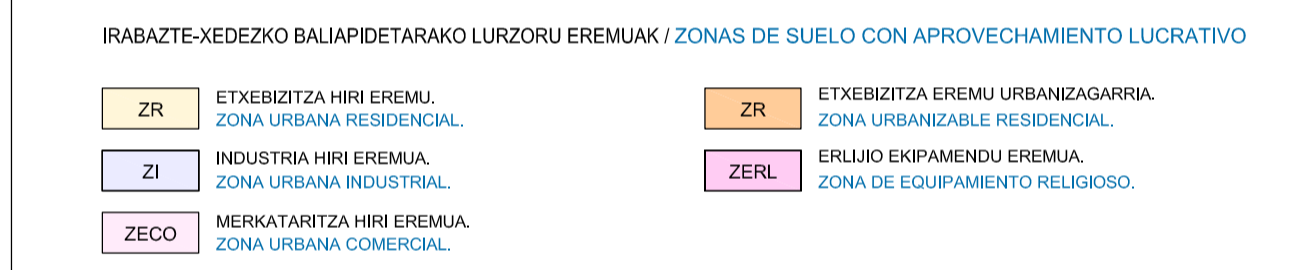 IRABAZTE-XEDEZKO BALIAPIDETARAKO LURZORU EREMUAK / ZONAS DE SUELO CON APROVECHAMIENTO LUCRATIVO
ZR
ETXEBIZITZA HIRI EREMU.
ZONA URBANA RESIDENCIAL.
ZI
INDUSTRIA HIRI EREMUA.
ZONA URBANA INDUSTRIAL.
ZECO
MERKATARITZA HIRI EREMUA.
ZONA URBANA COMERCIAL.
ZR
ETXEBIZITZA EREMU URBANIZAGARRIA.
ZONA URBANIZABLE RESIDENCIAL.
ZERL
ERLIJIO EKIPAMENDU EREMUA.
ZONA DE EQUIPAMIENTO RELIGIOSO.